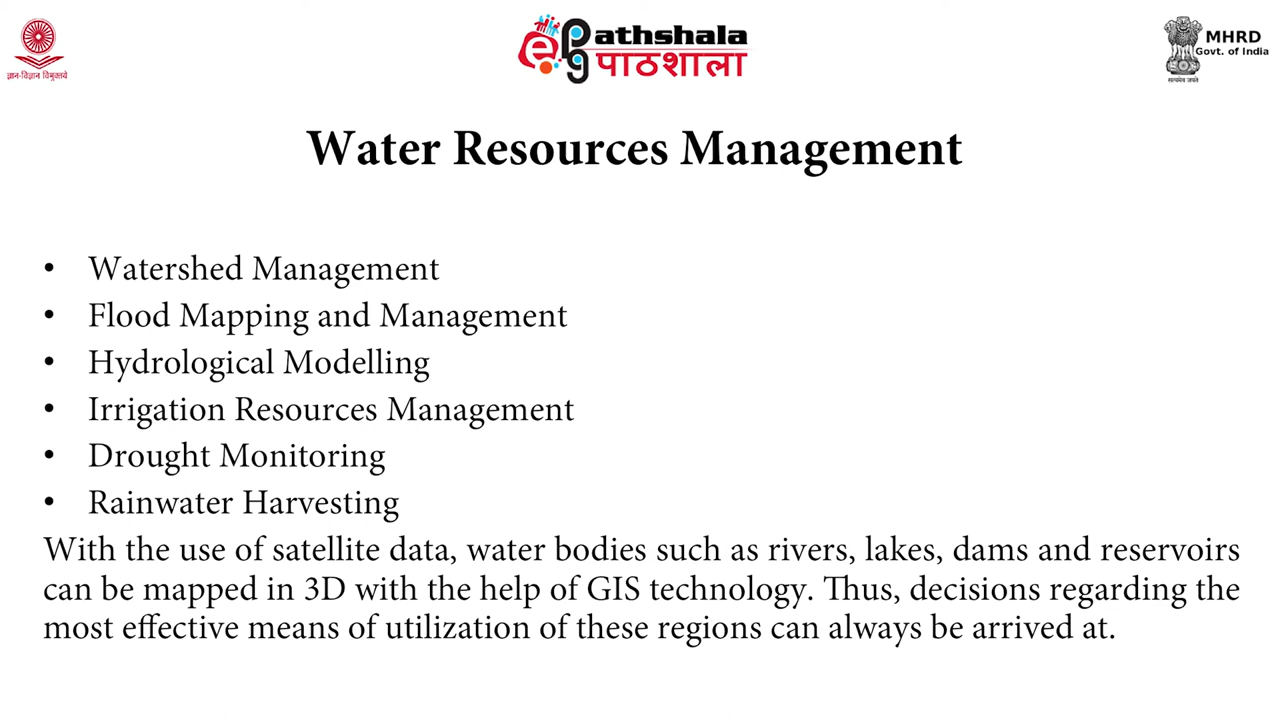 ज्ञान-विज्ञान विमुक्तये
e pg Pathshala
पाठशाला
MHRD
Govt. of India
सत्यमेव जयते
Water Resources Management
• Watershed Management
• Flood Mapping and Management
• Hydrological Modelling
• Irrigation Resources Management
• Drought Monitoring
• Rainwater Harvesting
With the use of satellite data, water bodies such as rivers, lakes, dams and reservoirs
can be mapped in 3D with the help of GIS technology. Thus, decisions regarding the
most effective means of utilization of these regions can always be arrived at.